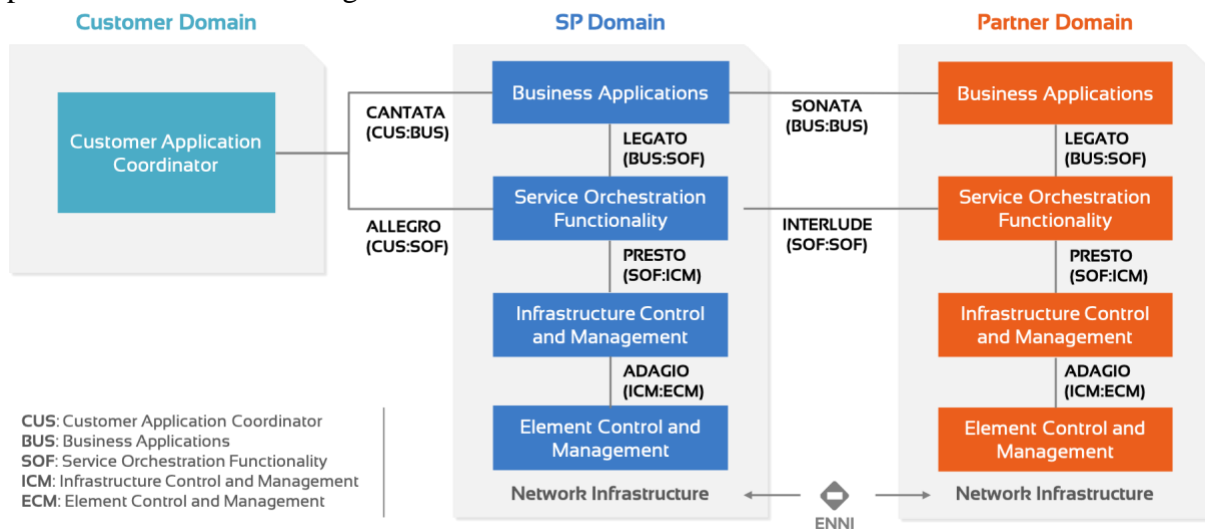 Customer Domain
SP Domain
Partner Domain
Customer Application
Coordinator
CANTATA
(CUS:BUS)
ALLEGRO
(CUS:SOF)
Business Applications
LEGATO
(BUS:SOF)
Service Orchestration
Functionality
PRESTO
(SOF:ICM)
Infrastructure Control
and Management
ADAGIO
(ICM:ECM)
Element Control and
Management
Network Infrastructure
SONATA
(BUS:BUS)
INTERLUDE
(SOF:SOF)
ENNI
Business Applications
LEGATO
(BUS:SOF)
Service Orchestration
Functionality
PRESTO
(SOF:ICM)
Infrastructure Control
and Management
ADAGIO
(ICM:ECM)
Element Control and
Management
Network Infrastructure
CUS: Customer Application Coordinator
BUS: Business Applications
SOF: Service Orchestration Functionality
ICM: Infrastructure Control and Management
ECM: Element Control and Management